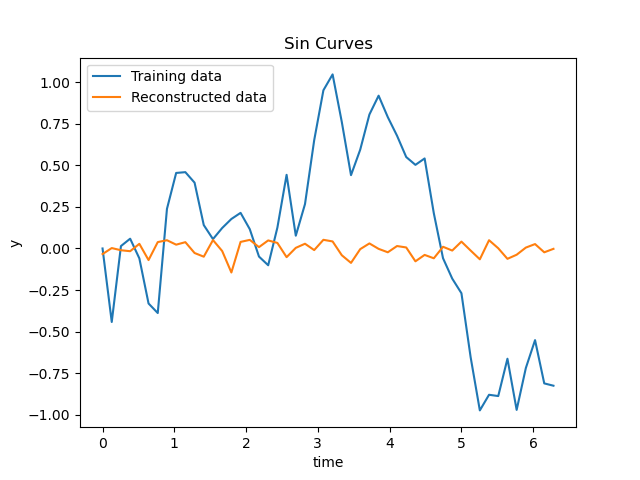 Sin Curves
Training data
Reconstructed data
1.00
0.75
0.50
0.25
0.00
−0.25
−0.50
−0.75
−1.00
y
0 1 2 3 4 5 6
time